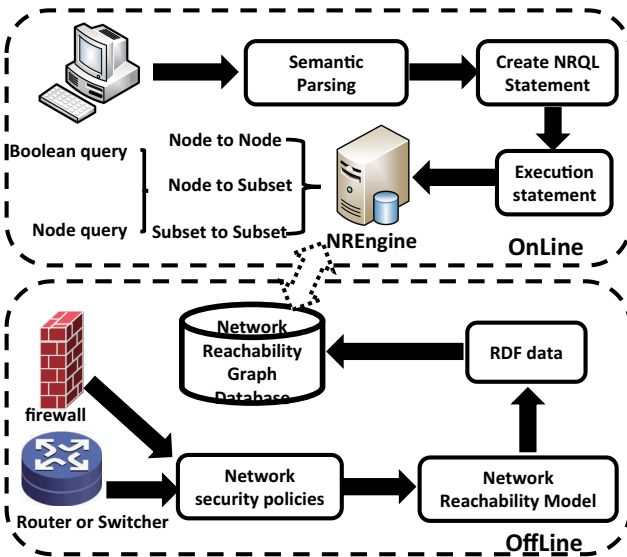 Semantic
Parsing
Create NRQL
Statement
Node to Node
Boolean query
Node to Subset
Execution
statement
Node query
Subset to Subset
NREngine
OnLine
Network
Reachability
Graph
Database
RDF data
firewall
Network
security policies
Network
Reachability Model
Router or Switcher
OffLine